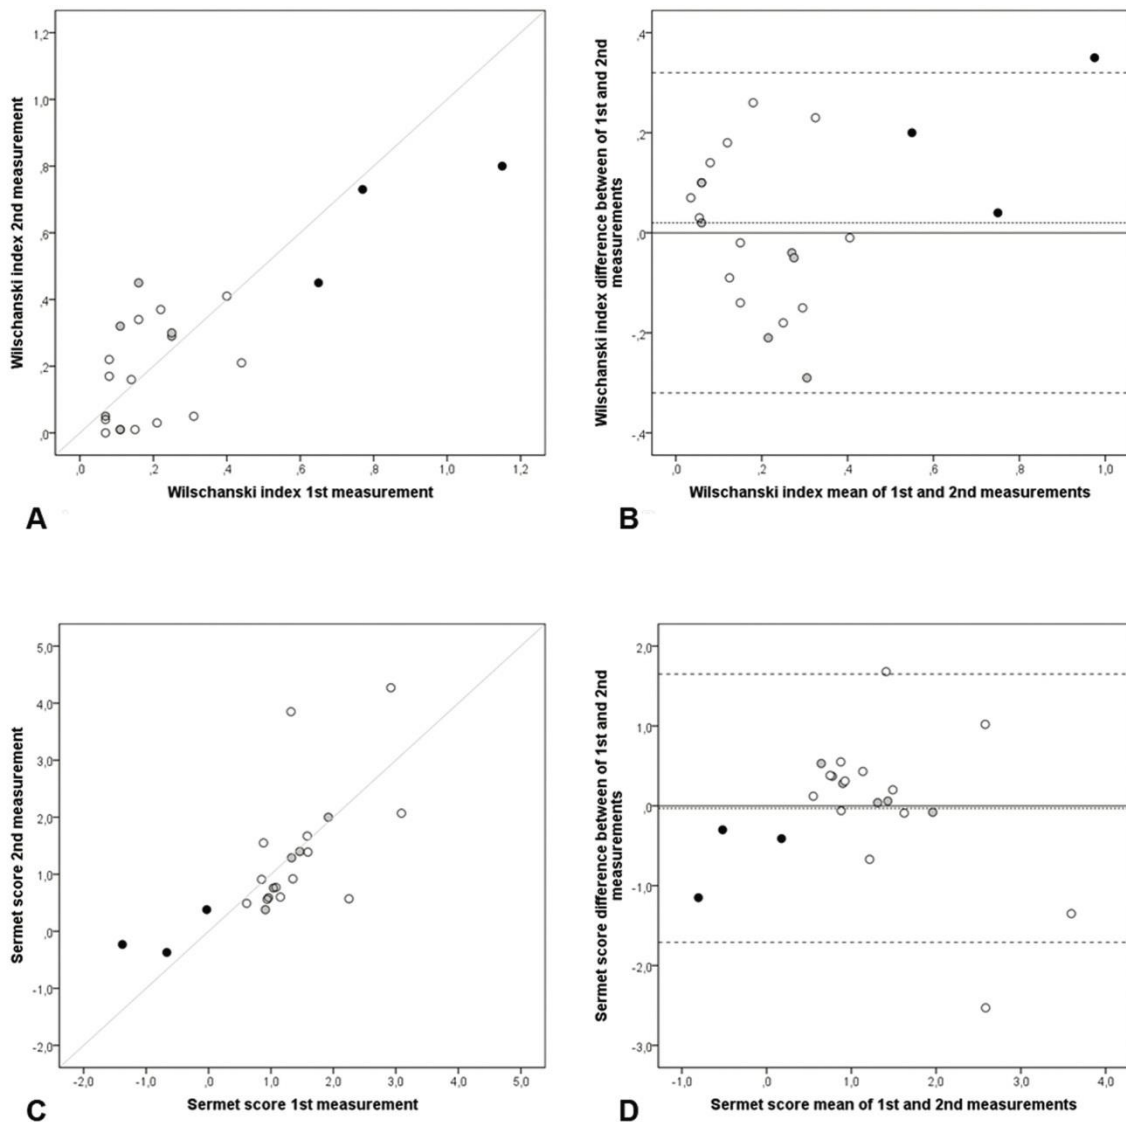 Wilschanski index 2nd measurement
1,2
1,0
,8
,6
,4
,2
,0
,0 ,2 ,4 ,6 ,8 1,0 1,2
Wilschanski index 1st measurement
A
Wilschanski index difference between of 1st and 2nd
measurements
,4
,2
,0
-,2
-,4
,0 ,2 ,4 ,6 ,8 1,0
Wilschanski index mean of 1st and 2nd measurements
B
Sermet score 2nd measurement
5,0
4,0
3,0
2,0
1,0
,0
-1,0
-2,0
-2,0 -1,0 ,0 1,0 2,0 3,0 4,0 5,0
Sermet score 1st measurement
C
Sermet score difference between of 1st and 2nd
measurements
2,0
1,0
,0
-1,0
-2,0
-3,0
-1,0 ,0 1,0 2,0 3,0 4,0
Sermet score mean of 1st and 2nd measurements
D